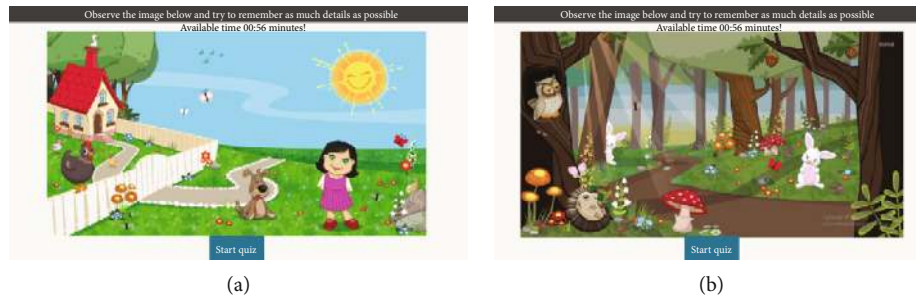 Observe the image below and try to remember as much details as possible
Available time 00:56 minutes!
Start quiz
(a)
Observe the image below and try to remember as much details as possible
Available time 00:56 minutes!
Start quiz
(b)